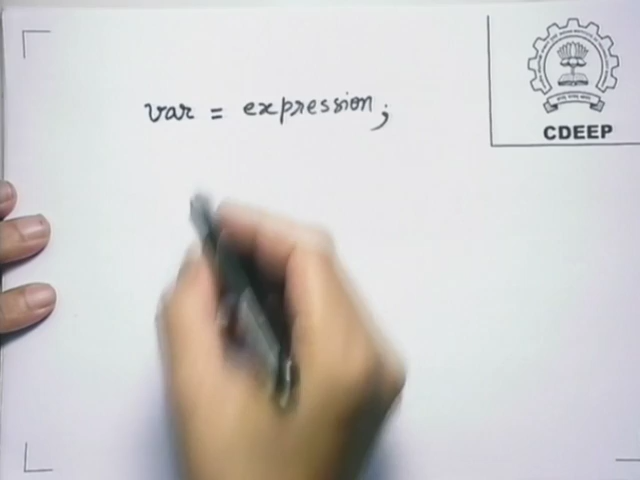 var = expression;
CDEEP